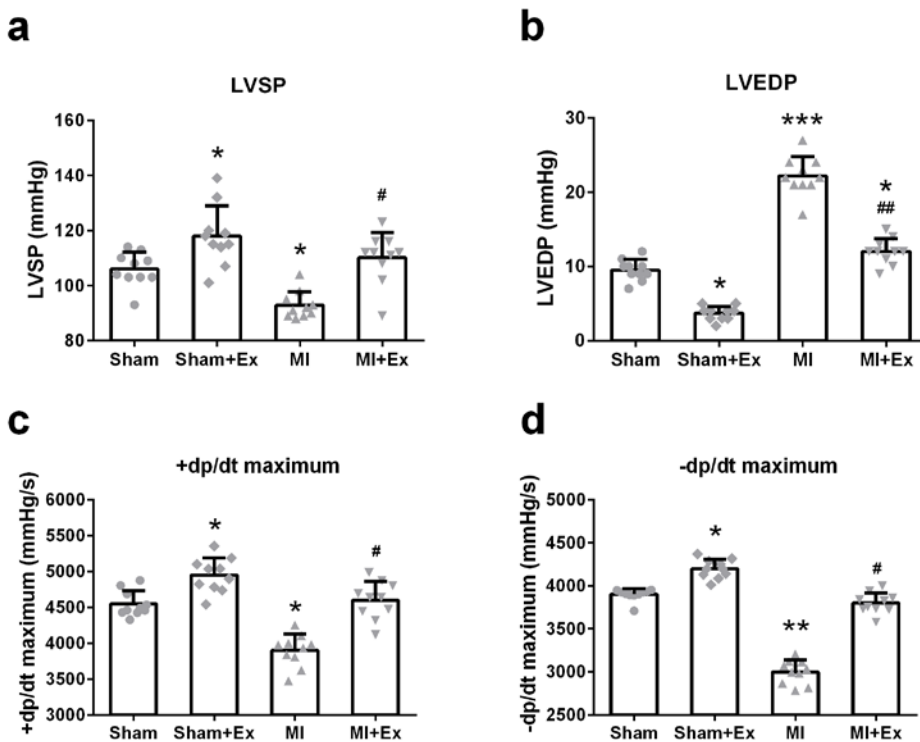 a
LVSP
LVSP (mmHg)
160
140
120
100
80
*
*
#
Sham Sham+Ex MI MI+Ex
b
LVEDP
LVEDP (mmHg)
30
20
10
0
*
***
*
##
Sham Sham+Ex MI MI+Ex
c
+dp/dt maximum
+dp/dt maximum (mmHg/s)
6000
5500
5000
4500
4000
3500
3000
*
*
#
Sham Sham+Ex MI MI+Ex
d
-dp/dt maximum
-dp/dt maximum (mmHg/s)
5000
4500
4000
3500
3000
2500
*
**
#
Sham Sham+Ex MI MI+Ex